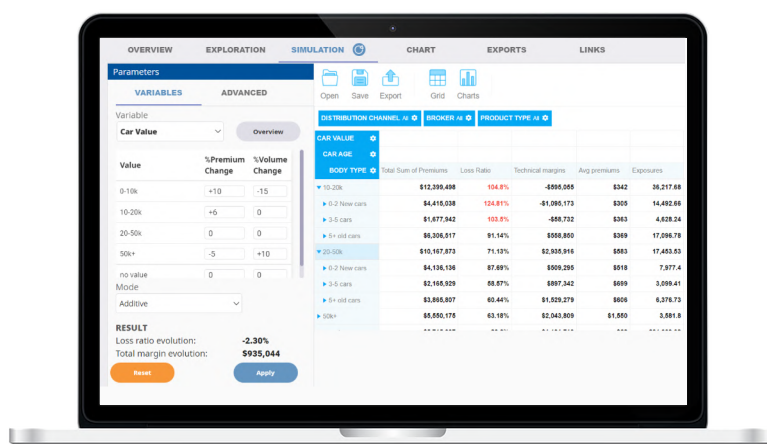 OVERVIEW EXPLORATION SIMULATION CHART EXPORTS LINKS
Parameters
VARIABLES ADVANCED
Variable
Car Value Overview
Value %Premium Change %Volume Change
0-10k +10 -15
10-20k +6 0
20-50k 0 0
50k+ -5 +10
no value 0 0
Mode
Additive
RESULT
Loss ratio evolution: -2.30%
Total margin evolution: $935,044
Reset Apply
Open Save Export Grid Charts
DISTRIBUTION CHANNEL All BROKER All PRODUCT TYPE All
CAR VALUE
CAR AGE
BODY TYPE Total Sum of Premiums Loss Ratio Technical margins Avg premiums Exposures
10-20k $12,399,498 104.8% -$595,055 $342 36,217.68
0-2 New cars $4,415,038 124.81% -$1,095,173 $305 14,492.66
3-5 cars $1,677,942 103.5% -$58,732 $363 4,628.24
5+ old cars $6,306,517 91.14% $558,850 $369 17,096.78
20-50k $10,167,873 71.13% $2,935,916 $583 17,453.53
0-2 New cars $4,136,136 87.69% $509,295 $518 7,977.4
3-5 cars $2,165,929 58.57% $897,342 $699 3,099.41
5+ old cars $3,865,807 60.44% $1,529,279 $606 6,376.73
50k+ $5,550,175 63.18% $2,043,809 $1,550 3,581.8